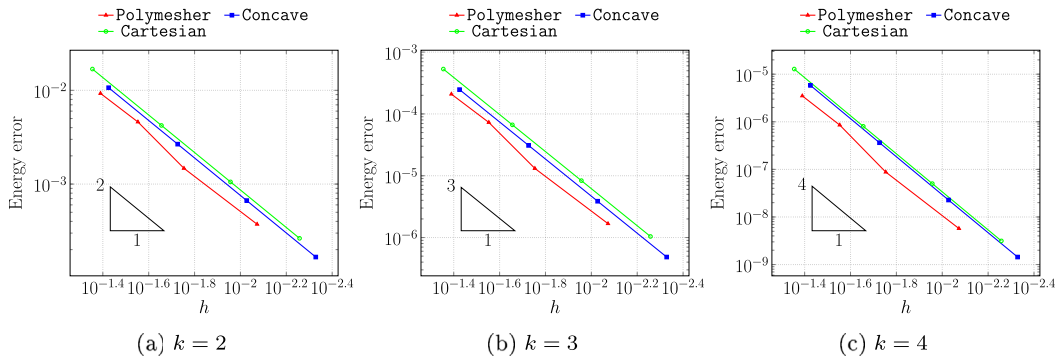 Polymesher Concave
Cartesian
10^{-2}
10^{-3}
Energy error
2
1
10^{-1.4} 10^{-1.6} 10^{-1.8} 10^{-2} 10^{-2.2} 10^{-2.4}
h
(a) k = 2
Polymesher Concave
Cartesian
10^{-3}
10^{-4}
10^{-5}
10^{-6}
Energy error
3
1
10^{-1.4} 10^{-1.6} 10^{-1.8} 10^{-2} 10^{-2.2} 10^{-2.4}
h
(b) k = 3
Polymesher Concave
Cartesian
10^{-5}
10^{-6}
10^{-7}
10^{-8}
10^{-9}
Energy error
4
1
10^{-1.4} 10^{-1.6} 10^{-1.8} 10^{-2} 10^{-2.2} 10^{-2.4}
h
(c) k = 4